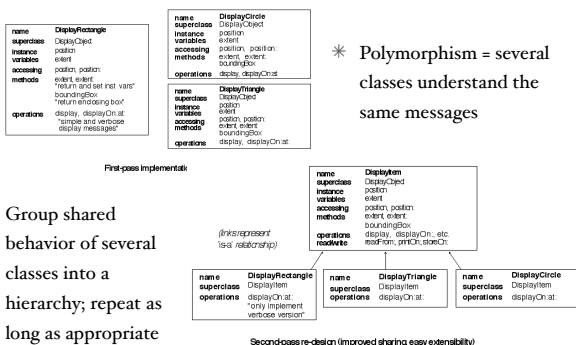 name DisplayRectangle
superclass DisplayObject
instance position
variables extent
accessing position, position:
methods extent, extent:
"return and set inst vars"
boundingBox
"return enclosing box"
operations display, displayOn:at:
"simple and verbose
display messages"
name DisplayCircle
superclass DisplayObject
instance position
variables extent
accessing position, position:
methods extent, extent:
boundingBox
operations display, displayOn:at:
name DisplayTriangle
superclass DisplayObject
instance position
variables extent
accessing position, position:
methods extent, extent:
boundingBox
operations display, displayOn:at:
First-pass implementatic
✳ Polymorphism = several
classes understand the
same messages
Group shared
behavior of several
classes into a
hierarchy; repeat as
long as appropriate
(links represent
'is-a' relationship)
name DisplayItem
superclass DisplayObject
instance position
variables extent
accessing position, position:
methods extent, extent:
boundingBox
operations display, displayOn:, etc.
read/write readFrom:, printOn:, storeOn:
name DisplayRectangle
superclass DisplayItem
operations displayOn:at:
"only implement
verbose version"
name DisplayTriangle
superclass DisplayItem
operations displayOn:at:
name DisplayCircle
superclass DisplayItem
operations displayOn:at:
Second-pass re-design (improved sharing, easy extensibility)